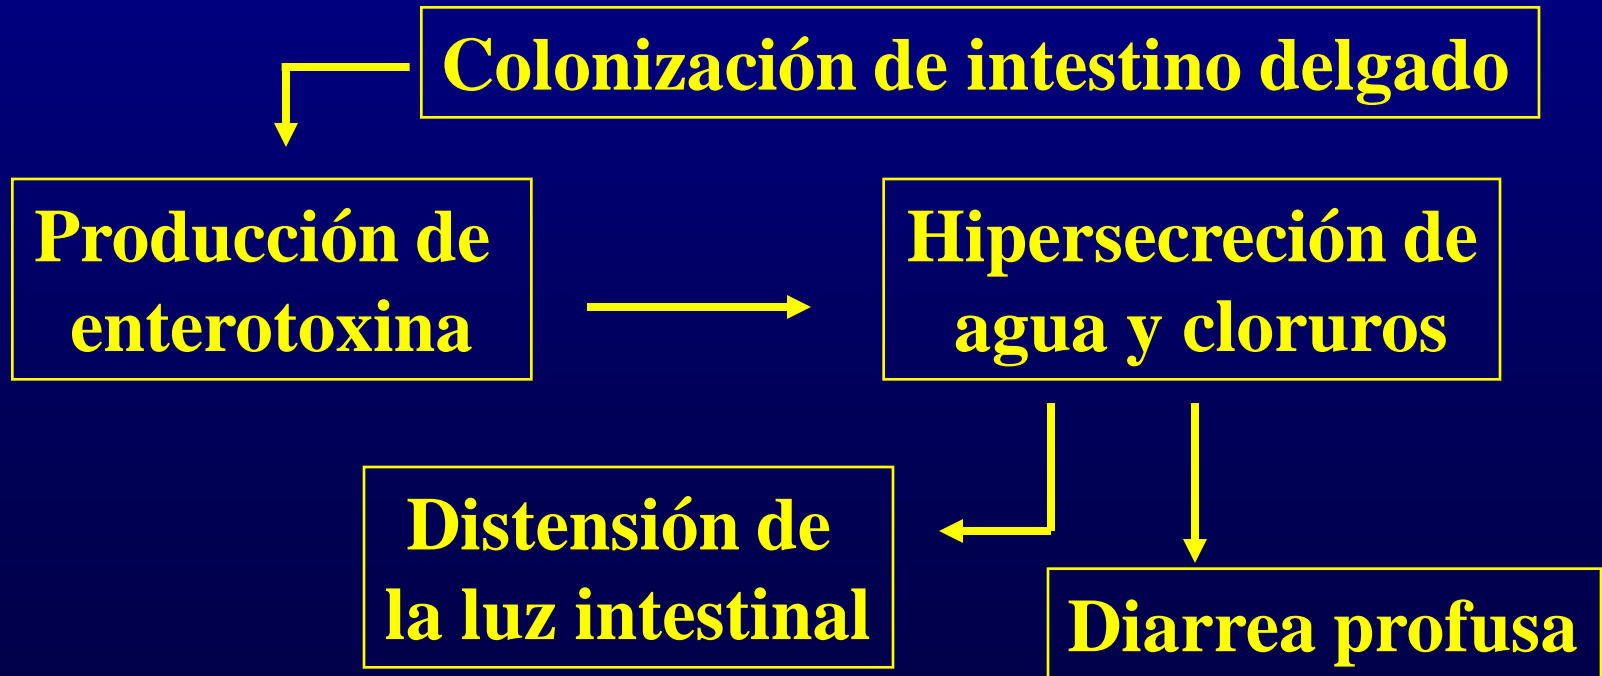 Colonización de intestino delgado
Producción de
enterotoxina
Hipersecreción de
agua y cloruros
Distensión de
la luz intestinal
Diarrea profusa